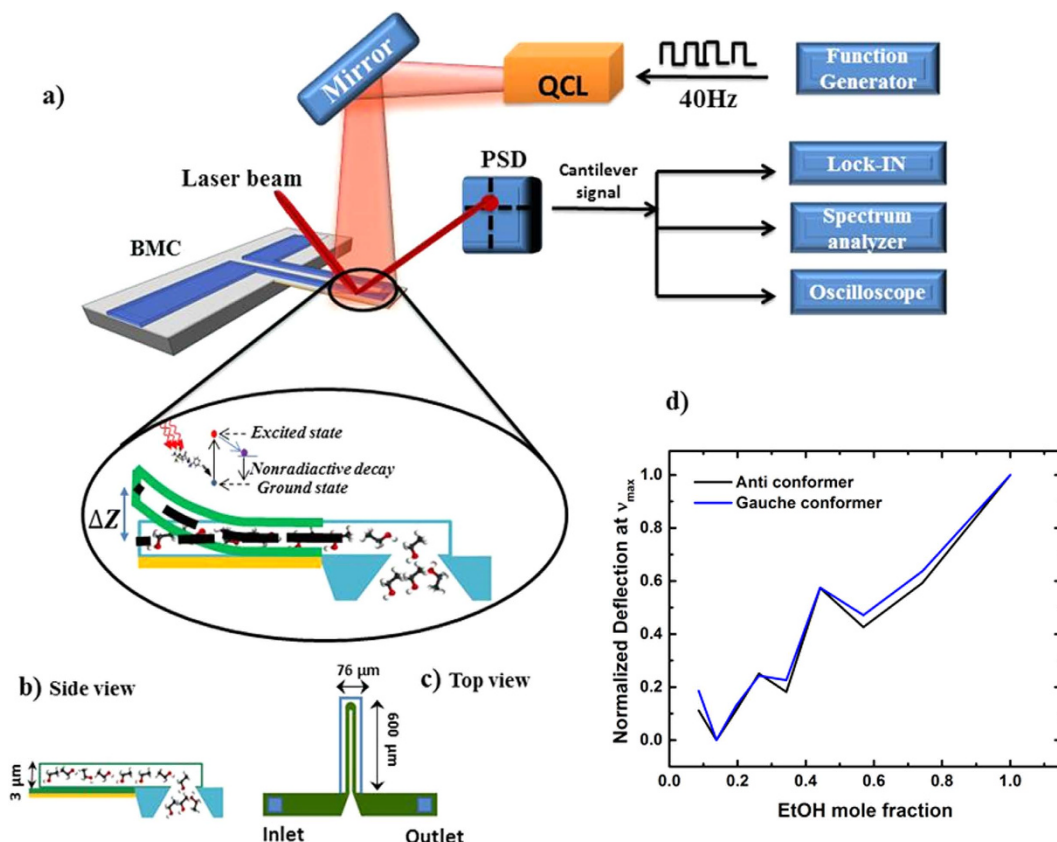 a)
Mirror
QCL
40Hz
Function
Generator
Laser beam
PSD
Cantilever
signal
Lock-IN
Spectrum
analyzer
Oscilloscope
BMC
Excited state
Nonradiactive decay
Ground state
ΔZ
b) Side view
3 μm
c) Top view
76 μm
600 μm
Inlet
Outlet
d)
Anti conformer
Gauche conformer
Normalized Deflection at νmax
1.0
0.8
0.6
0.4
0.2
0.0
0.0 0.2 0.4 0.6 0.8 1.0
EtOH mole fraction